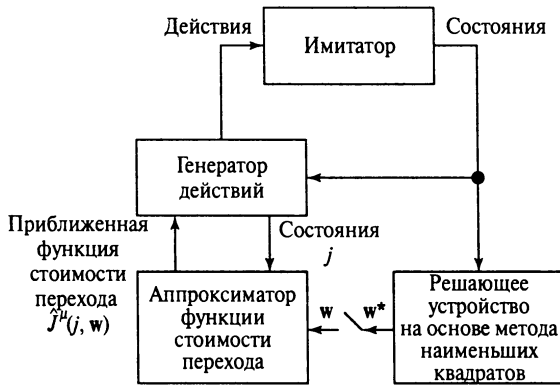 Действия
Имитатор
Состояния
Генератор
действий
Приближенная
функция
стоимости
перехода
Ĵ^μ(j, w)
Состояния
j
Аппроксиматор
функции
стоимости
перехода
w
w*
Решающее
устройство
на основе метода
наименьших
квадратов